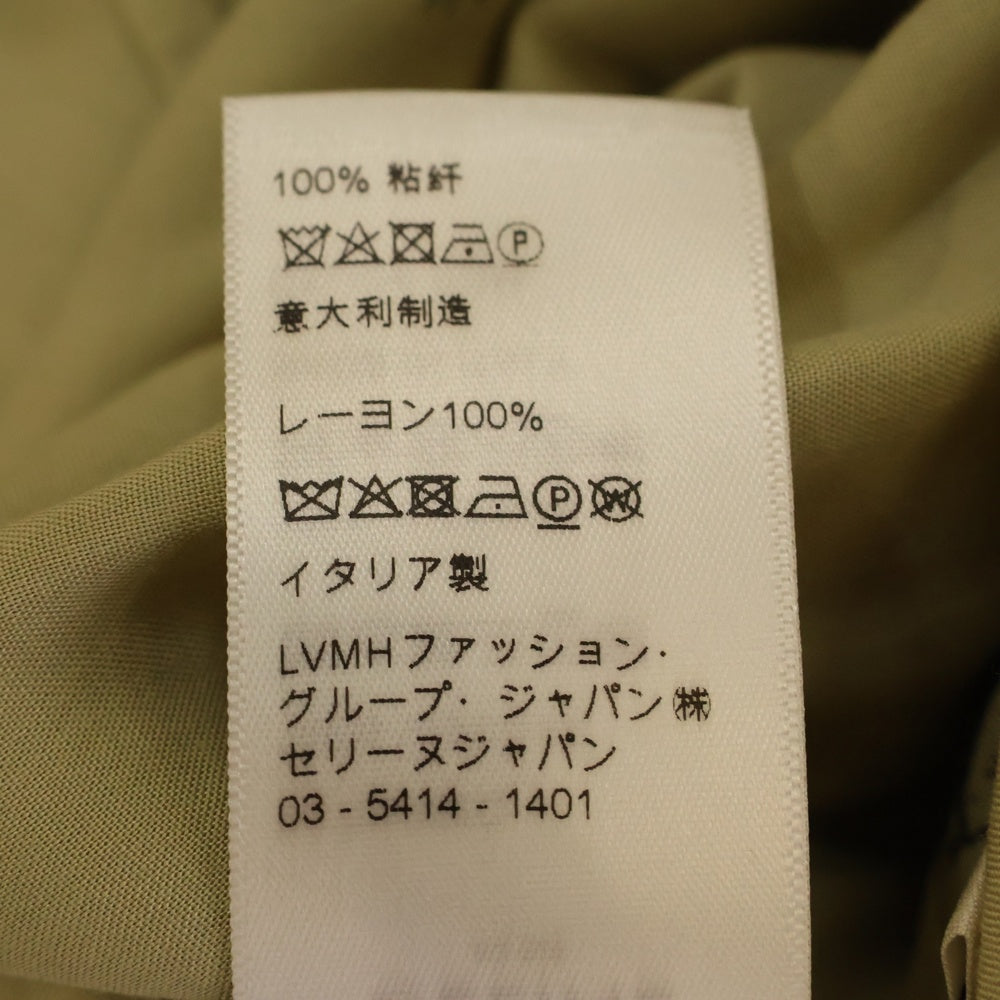 100% 粘纤
意大利制造
レーヨン100%
イタリア製
LVMHファッション·
グループ· ジャパン㈱
セリーヌジャパン
03 - 5414 - 1401